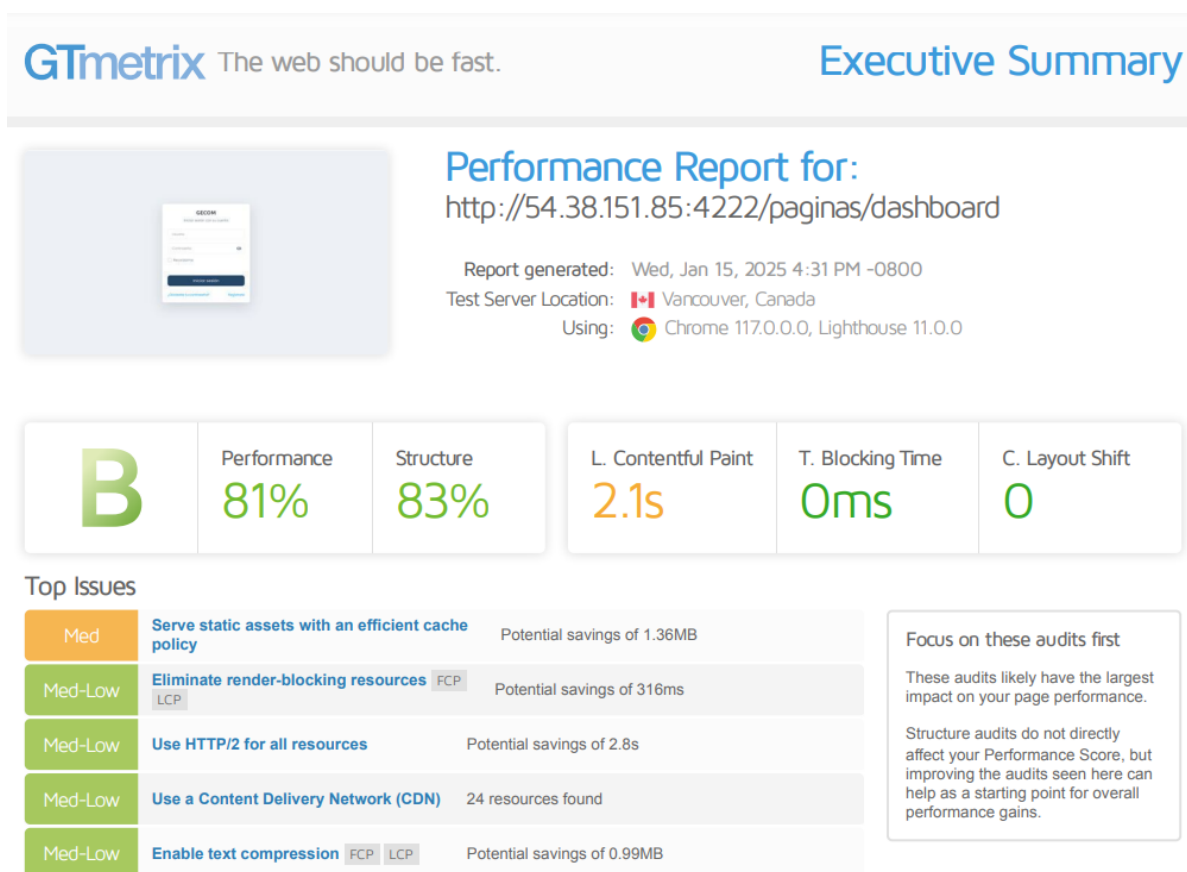 GTmetrix The web should be fast.
Executive Summary
GECOM
Performance Report for:
http://54.38.151.85:4222/paginas/dashboard
Report generated: Wed, Jan 15, 2025 4:31 PM -0800
Test Server Location: Vancouver, Canada
Using: Chrome 117.0.0.0, Lighthouse 11.0.0
B
Performance
81%
Structure
83%
L. Contentful Paint
2.1s
T. Blocking Time
0ms
C. Layout Shift
0
Top Issues
Med
Serve static assets with an efficient cache
policy
Potential savings of 1.36MB
Med-Low
Eliminate render-blocking resources FCP
LCP
Potential savings of 316ms
Med-Low
Use HTTP/2 for all resources
Potential savings of 2.8s
Med-Low
Use a Content Delivery Network (CDN)
24 resources found
Med-Low
Enable text compression FCP LCP
Potential savings of 0.99MB
Focus on these audits first
These audits likely have the largest
impact on your page performance.
Structure audits do not directly
affect your Performance Score, but
improving the audits seen here can
help as a starting point for overall
performance gains.